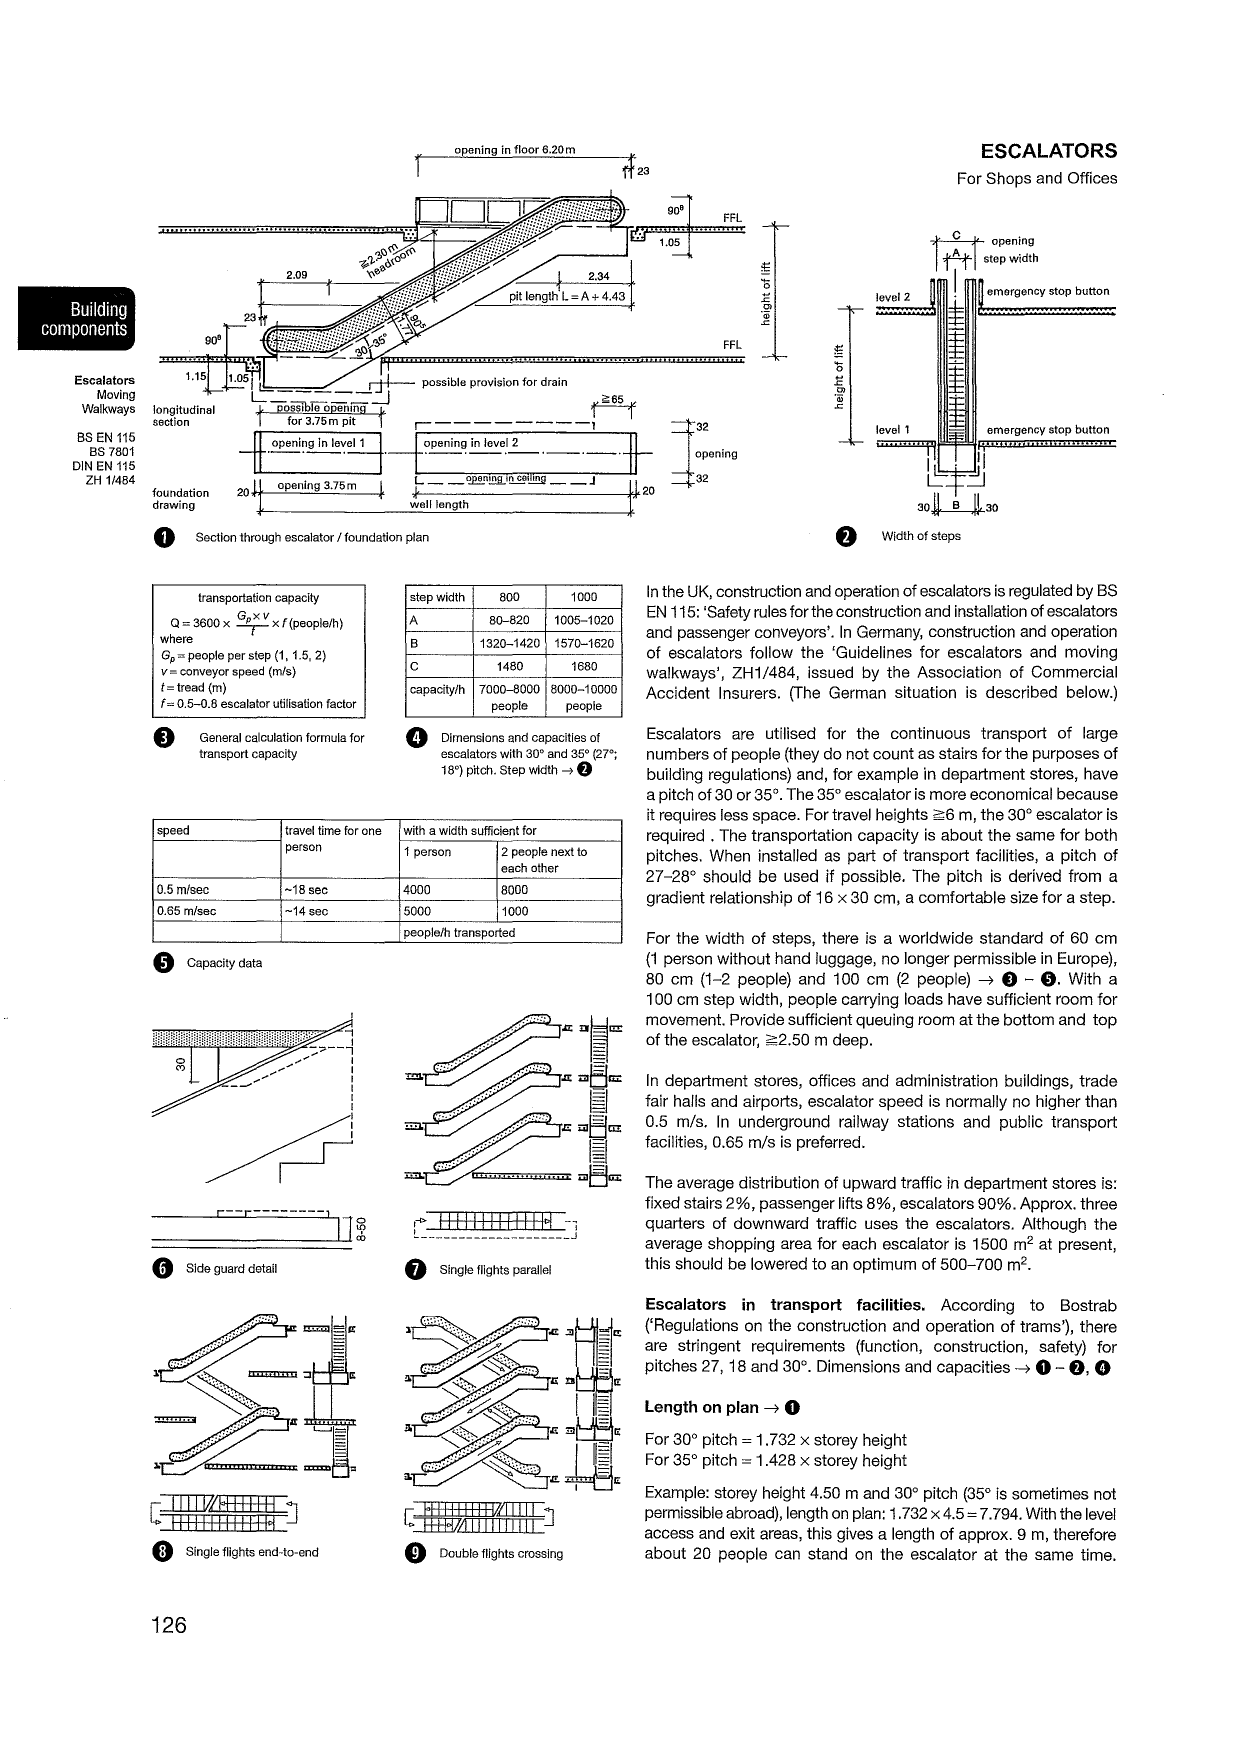 ESCALATORS
For Shops and Offices
Building
components
Escalators
Moving
Walkways
BS EN 115
BS 7801
DIN EN 115
ZH 1/484
opening in floor 6.20 m
23
90⁸
FFL
1.05
≧2.30 m
headroom
2.09
2.34
pit length L = A + 4.43
height of lift
23
90⁸
30–35°
FFL
1.15
1.05
possible provision for drain
longitudinal
section
possible opening
for 3.75 m pit
≧65
32
opening in level 1
opening in level 2
opening
opening 3.75 m
opening in ceiling
32
foundation
drawing
20
well length
20
❶ Section through escalator / foundation plan
C
opening
A
step width
level 2
emergency stop button
height of lift
level 1
emergency stop button
30
B
30
❷ Width of steps
transportation capacity
Q = 3600 × Gₚ × v / t × f (people/h)
where
Gₚ = people per step (1, 1.5, 2)
v = conveyor speed (m/s)
t = tread (m)
f = 0.5–0.8 escalator utilisation factor
❸ General calculation formula for
transport capacity
step width 800 1000
A 80–820 1005–1020
B 1320–1420 1570–1620
C 1480 1680
capacity/h 7000–8000 8000–10000
people people
❹ Dimensions and capacities of
escalators with 30° and 35° (27°;
18°) pitch. Step width → ❷
speed travel time for one with a width sufficient for
person 1 person 2 people next to
each other
0.5 m/sec ~18 sec 4000 8000
0.65 m/sec ~14 sec 5000 1000
people/h transported
❺ Capacity data
30
8-50
❻ Side guard detail
❼ Single flights parallel
❽ Single flights end-to-end
❾ Double flights crossing
In the UK, construction and operation of escalators is regulated by BS
EN 115: ‘Safety rules for the construction and installation of escalators
and passenger conveyors’. In Germany, construction and operation
of escalators follow the ‘Guidelines for escalators and moving
walkways’, ZH1/484, issued by the Association of Commercial
Accident Insurers. (The German situation is described below.)
Escalators are utilised for the continuous transport of large
numbers of people (they do not count as stairs for the purposes of
building regulations) and, for example in department stores, have
a pitch of 30 or 35°. The 35° escalator is more economical because
it requires less space. For travel heights ≧6 m, the 30° escalator is
required . The transportation capacity is about the same for both
pitches. When installed as part of transport facilities, a pitch of
27–28° should be used if possible. The pitch is derived from a
gradient relationship of 16 × 30 cm, a comfortable size for a step.
For the width of steps, there is a worldwide standard of 60 cm
(1 person without hand luggage, no longer permissible in Europe),
80 cm (1–2 people) and 100 cm (2 people) → ❸ – ❺. With a
100 cm step width, people carrying loads have sufficient room for
movement. Provide sufficient queuing room at the bottom and top
of the escalator, ≧2.50 m deep.
In department stores, offices and administration buildings, trade
fair halls and airports, escalator speed is normally no higher than
0.5 m/s. In underground railway stations and public transport
facilities, 0.65 m/s is preferred.
The average distribution of upward traffic in department stores is:
fixed stairs 2%, passenger lifts 8%, escalators 90%. Approx. three
quarters of downward traffic uses the escalators. Although the
average shopping area for each escalator is 1500 m² at present,
this should be lowered to an optimum of 500–700 m².
Escalators in transport facilities. According to Bostrab
(‘Regulations on the construction and operation of trams’), there
are stringent requirements (function, construction, safety) for
pitches 27, 18 and 30°. Dimensions and capacities → ❶ – ❷, ❹
Length on plan → ❶
For 30° pitch = 1.732 × storey height
For 35° pitch = 1.428 × storey height
Example: storey height 4.50 m and 30° pitch (35° is sometimes not
permissible abroad), length on plan: 1.732 × 4.5 = 7.794. With the level
access and exit areas, this gives a length of approx. 9 m, therefore
about 20 people can stand on the escalator at the same time.
126